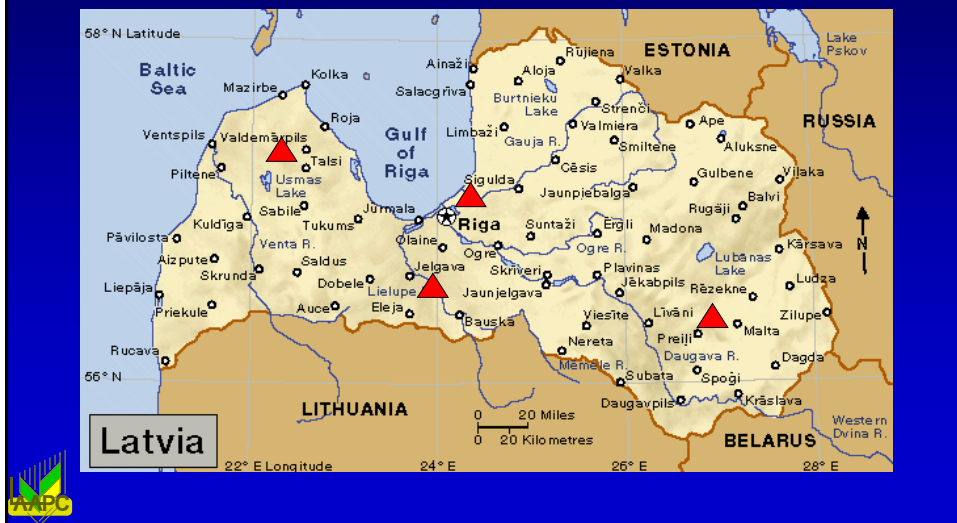 58° N Latitude
Lake
Pskov
ESTONIA
Rūjiena
Ainaži
Kolka
Baltic
Sea
Aloja
Valka
Mazirbe
Salacgrīva
Burtnieku
Lake
Strenči
RUSSIA
Roja
Ape
Ventspils
Valdemārpils
Gulf
of
Riga
Limbaži
Valmiera
Gauja R.
Smiltene
Aluksne
Talsi
Cēsis
Piltene
Usmas
Lake
Sigulda
Jaunpiebalga
Gulbene
Viļaka
Balvi
Sabile
Jurmala
Rugāji
Kuldīga
Tukums
Riga
Suntaži
Ērgli
Madona
Pāvilosta
Venta R.
Olaine
Ogre
Ogre R.
N
Kārsava
Lubānas
Lake
Aizpute
Saldus
Jelgava
Skriveri
Plavinas
Skrunda
Dobele
Lielupe
Jaunjelgava
Jēkabpils
Rēzekne
Ludza
Liepāja
Priekule
Auce
Eleja
Bauska
Viesīte
Līvāni
Zilupe
Malta
Preiļi
Nereta
Rucava
Mēmele R.
Daugava R.
Dagda
56° N
Subata
Spoģi
Daugavpils
Krāslava
LITHUANIA
0 20 Miles
0 20 Kilometres
Western
Dvina R.
BELARUS
Latvia
22° E Longitude
24° E
26° E
28° E
AAPC